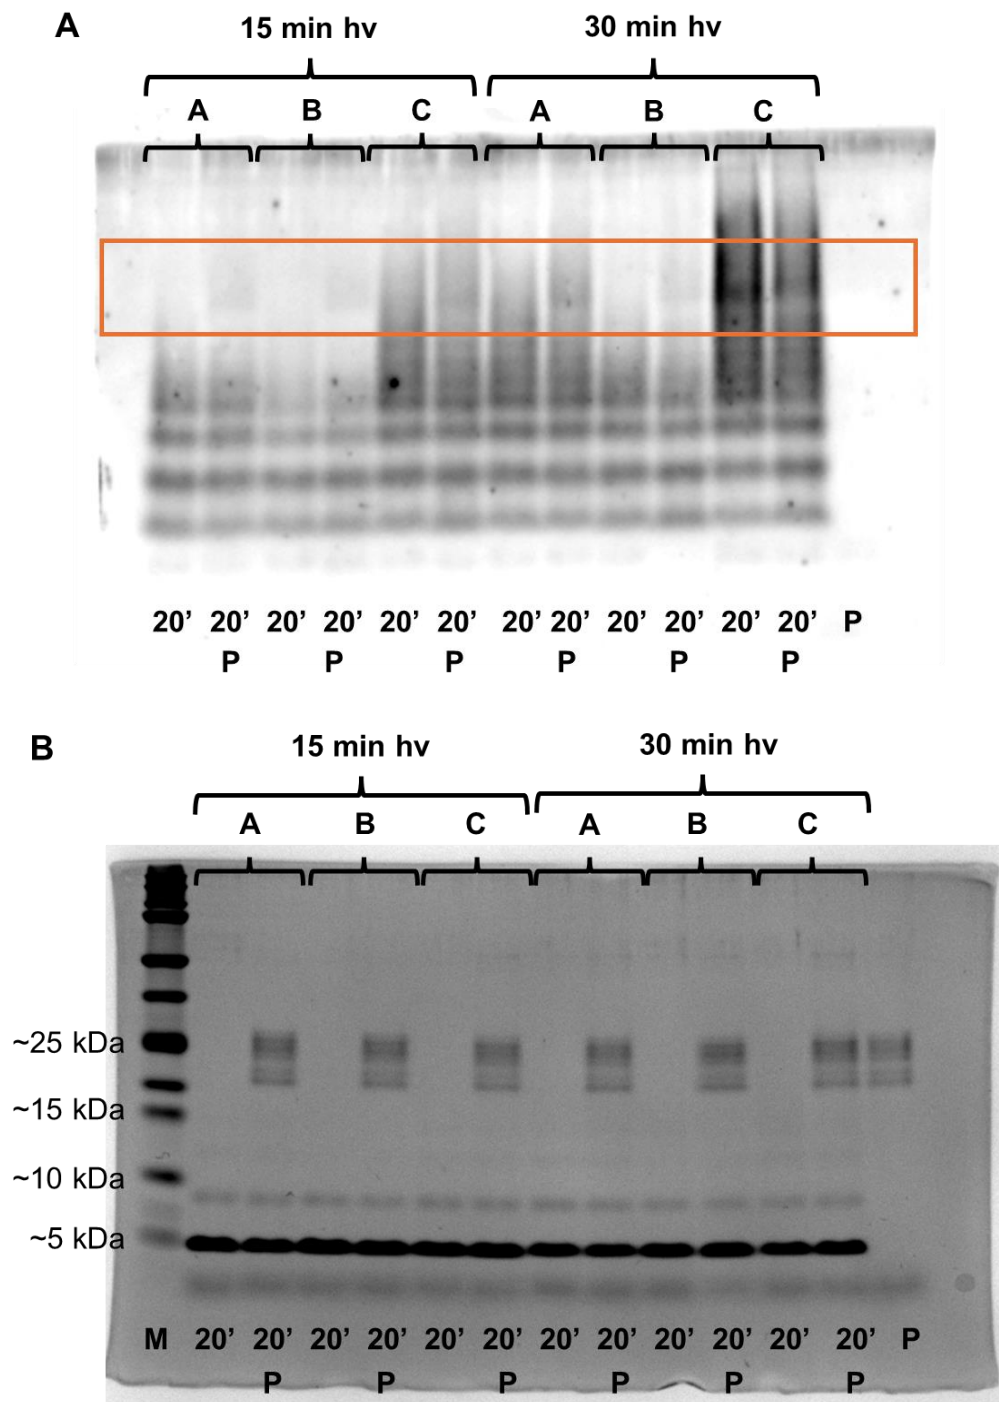 A
15 min hv 30 min hv
A B C A B C
20’ 20’ 20’ 20’ 20’ 20’ 20’ 20’ 20’ 20’ 20’ 20’ P
P P P P P P
B
15 min hv 30 min hv
A B C A B C
~25 kDa
~15 kDa
~10 kDa
~5 kDa
M 20’ 20’ 20’ 20’ 20’ 20’ 20’ 20’ 20’ 20’ 20’ 20’ P
P P P P P P